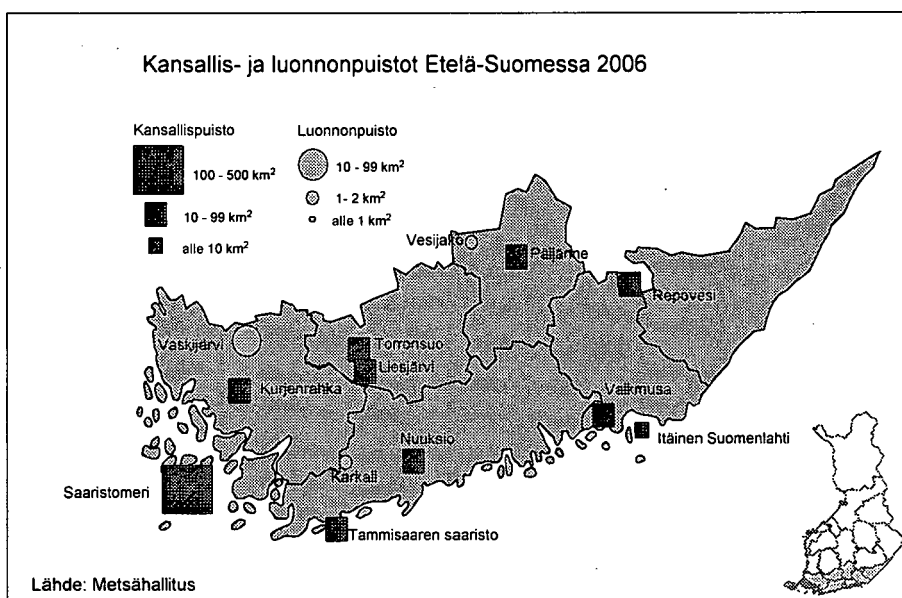 Kansallis- ja luonnonpuistot Etelä-Suomessa 2006
Kansallispuisto
100 - 500 km²
10 - 99 km²
alle 10 km²
Luonnonpuisto
10 - 99 km²
1- 2 km²
alle 1 km²
Vesijako
Päijänne
Repovesi
Vaskijärvi
Torronsuo
Liesjärvi
Kurjenrahka
Valkmusa
Itäinen Suomenlahti
Nuuksio
Karkali
Saaristomeri
Tammisaaren saaristo
Lähde: Metsähallitus